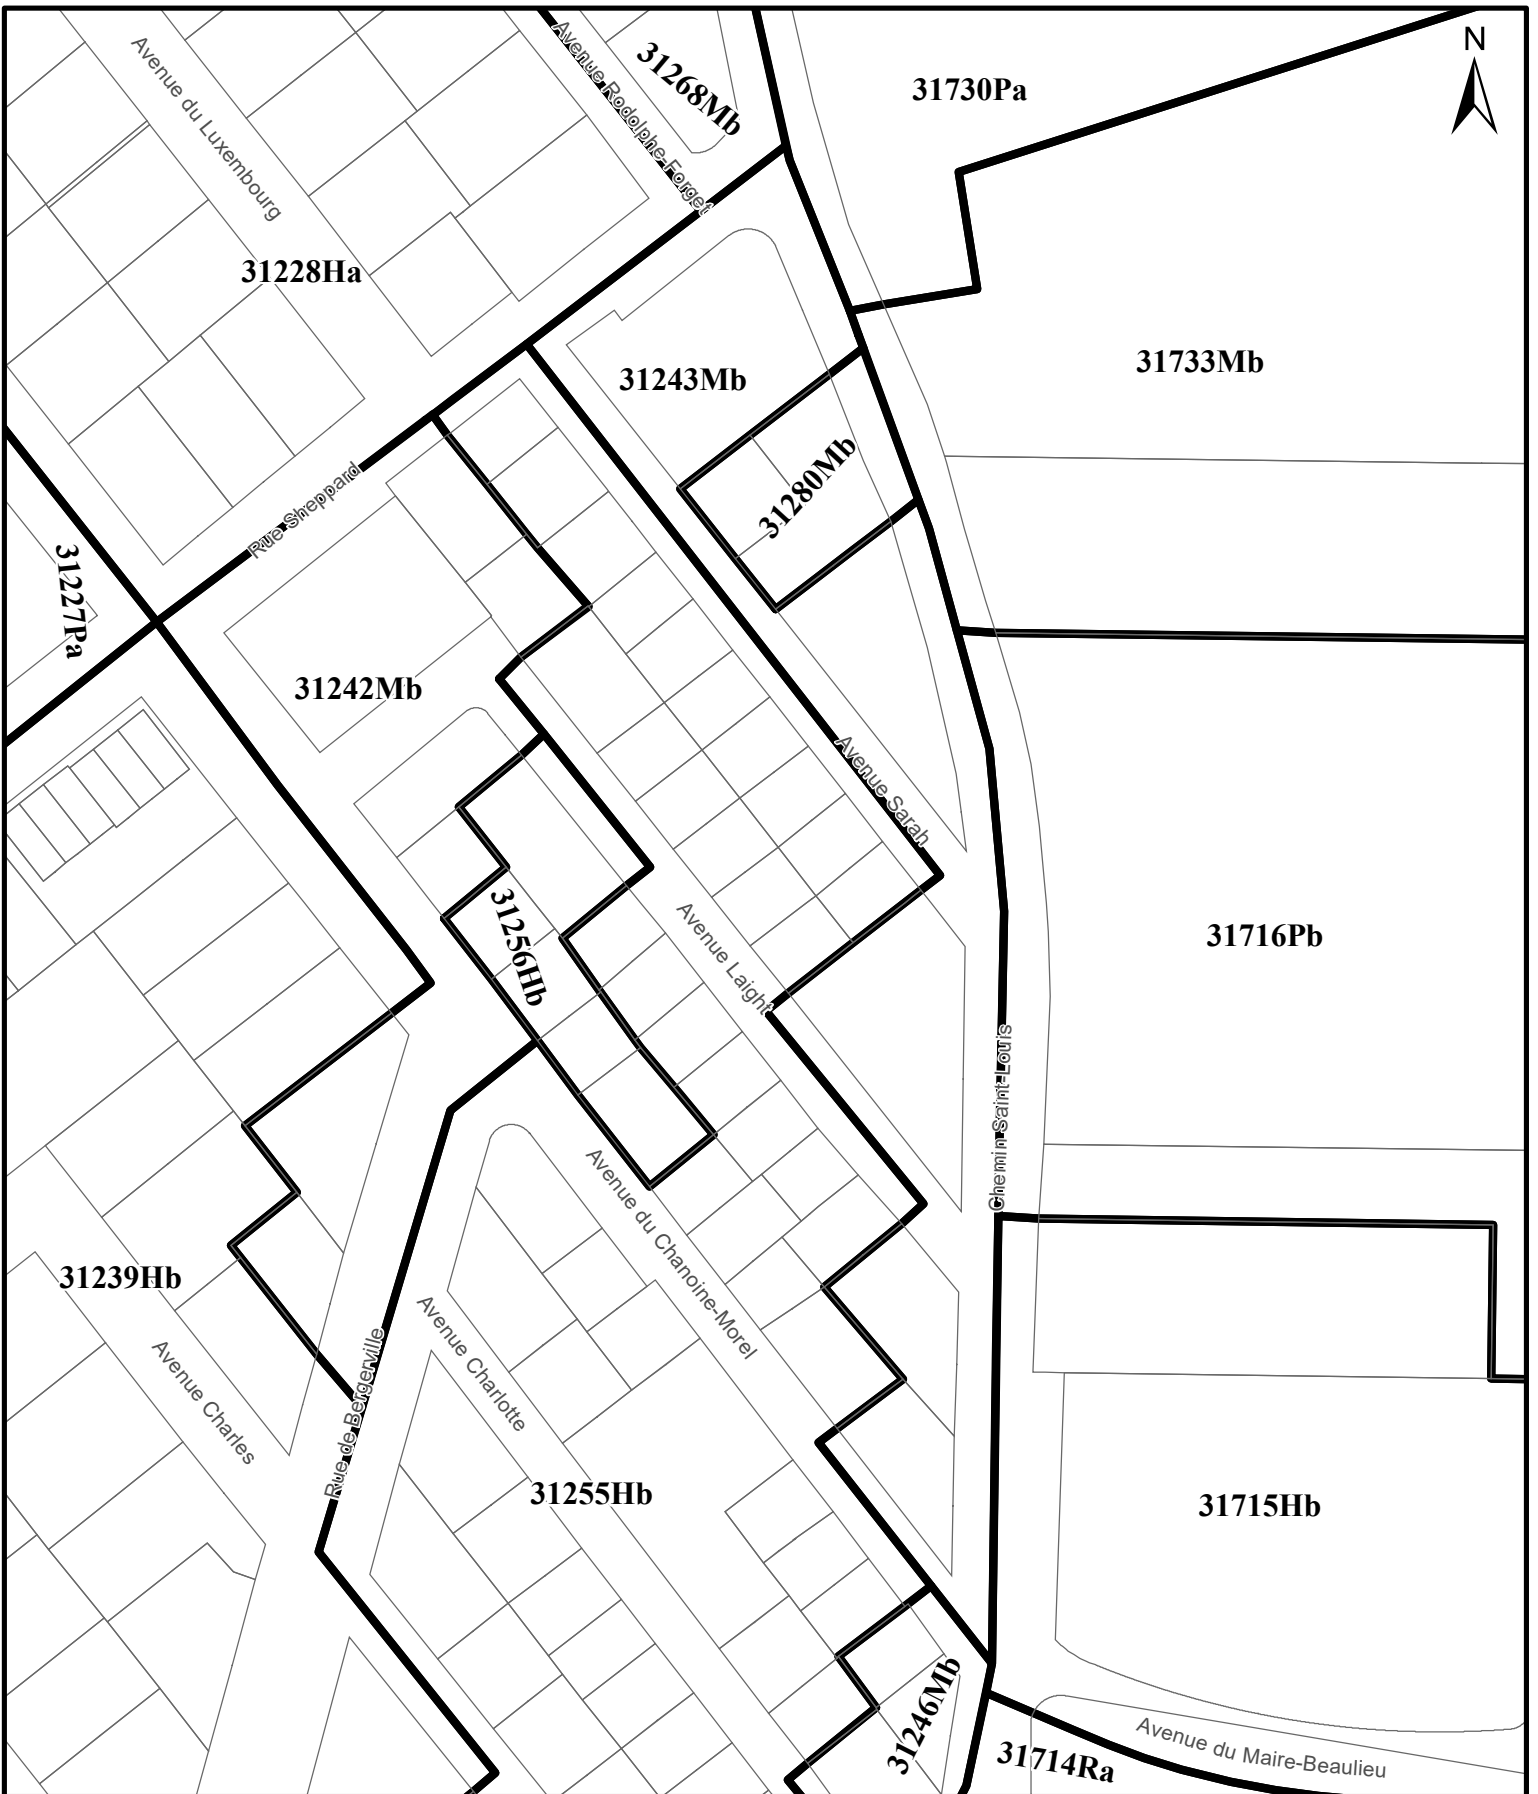 Avenue du Luxembourg
Avenue Rodolphe-Forget
31268Mb
31730Pa
N
31228Ha
31243Mb
31733Mb
31280Mb
Rue Sheppard
31227Pa
31242Mb
Avenue Sarah
31256Hb
Avenue Laight
31716Pb
Chemin Saint-Louis
Avenue du Chanoine-Morel
31239Hb
Avenue Charles
Rue de Bergerville
Avenue Charlotte
31255Hb
31715Hb
31246Mb
31714Ra
Avenue du Maire-Beaulieu